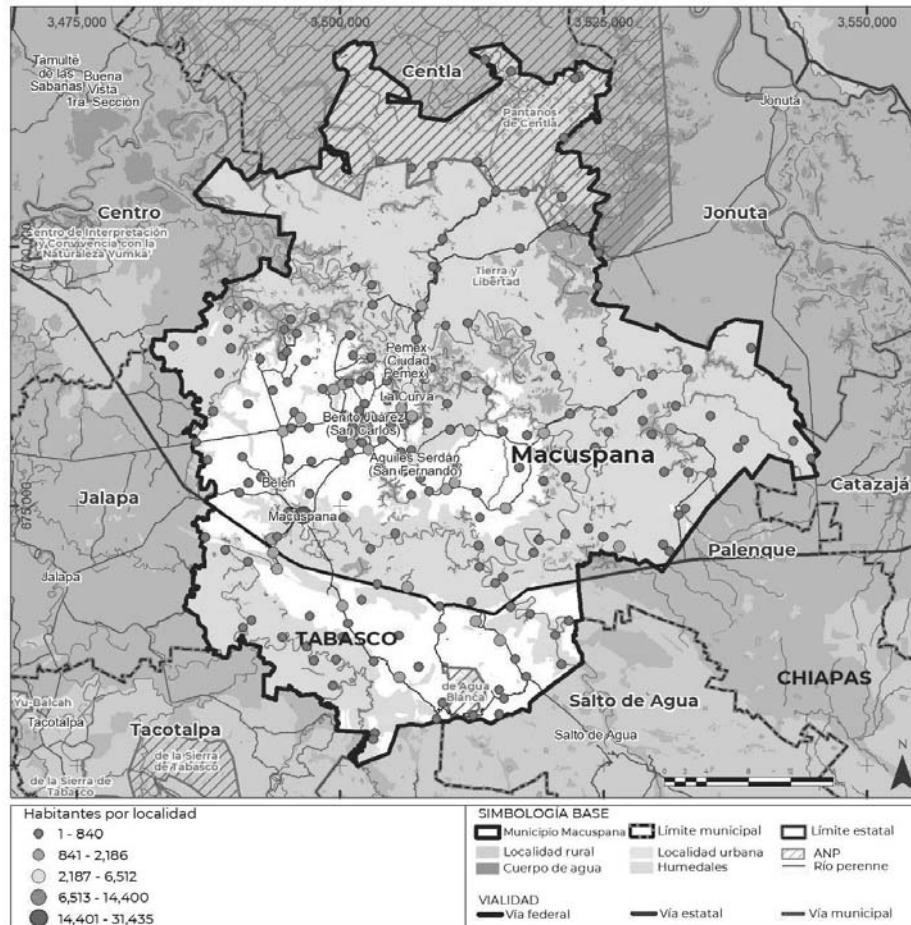 3,475,000
3,500,000
3,525,000
3,550,000
Tamulté
de las
Sabanas
Buena
Vista
1ra. Sección
Centla
Pantanos
de Centla
Jonuta
Centro
Jonuta
Centro de Interpretación
y Convivencia con la
Naturaleza Yumka'
Tierra y
Libertad
Pemex
(Ciudad
Pemex)
La Curva
Benito Juárez
(San Carlos)
Aquiles Serdán
(San Fernando)
Macuspana
Belén
Macuspana
675,000
Jalapa
Catazajá
Palenque
Jalapa
TABASCO
CHIAPAS
de Agua
Blanca
Salto de Agua
Yu-Balcah
Tacotalpa
Tacotalpa
de la Sierra
de Tabasco
Salto de Agua
de la Sierra de
Tabasco
N
Habitantes por localidad
1 - 840
841 - 2,186
2,187 - 6,512
6,513 - 14,400
14,401 - 31,435
SIMBOLOGÍA BASE
Municipio Macuspana
Límite municipal
Límite estatal
Localidad rural
Localidad urbana
ANP
Cuerpo de agua
Humedales
Río perenne
VIALIDAD
Vía federal
Vía estatal
Vía municipal